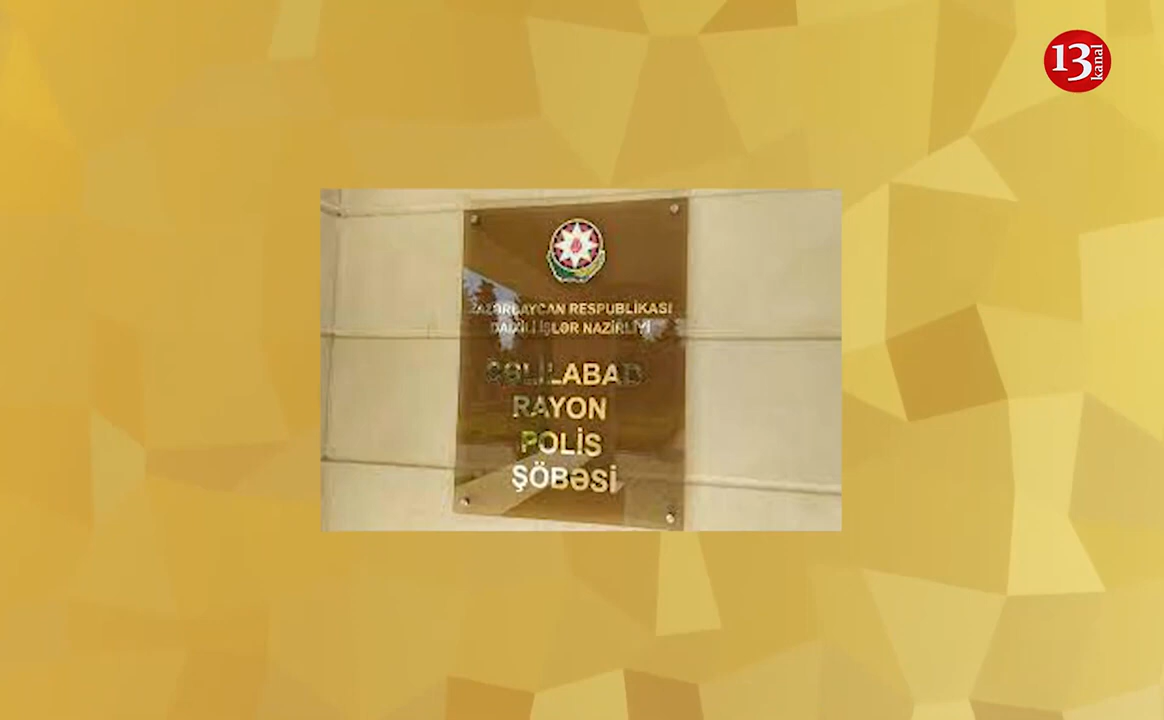 13 kanal
AZƏRBAYCAN RESPUBLİKASI
DAXİLİ İŞLƏR NAZİRLİYİ
CƏLİLABAD
RAYON
POLİS
ŞÖBƏSİ